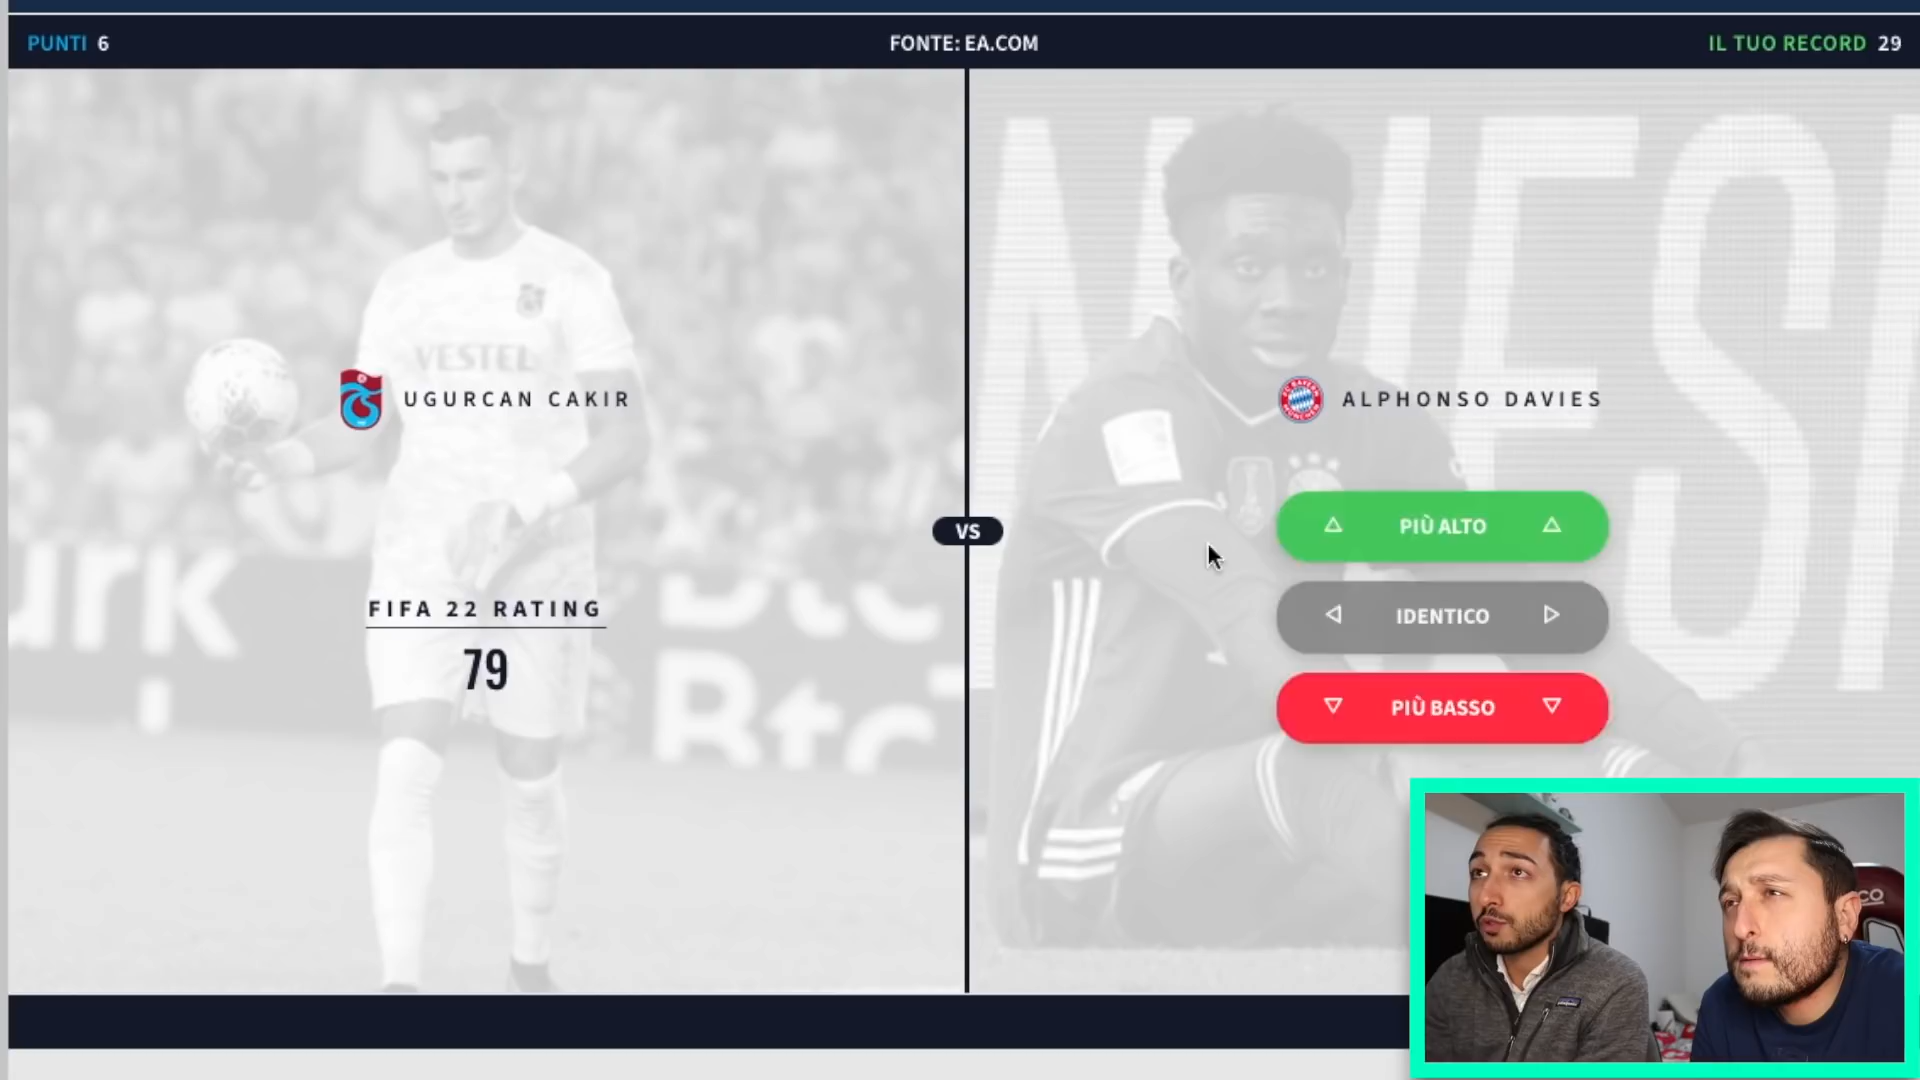 PUNTI 6
FONTE: EA.COM
IL TUO RECORD 29
UGURCAN CAKIR
FIFA 22 RATING
79
VS
ALPHONSO DAVIES
PIÙ ALTO
IDENTICO
PIÙ BASSO
VESTEL